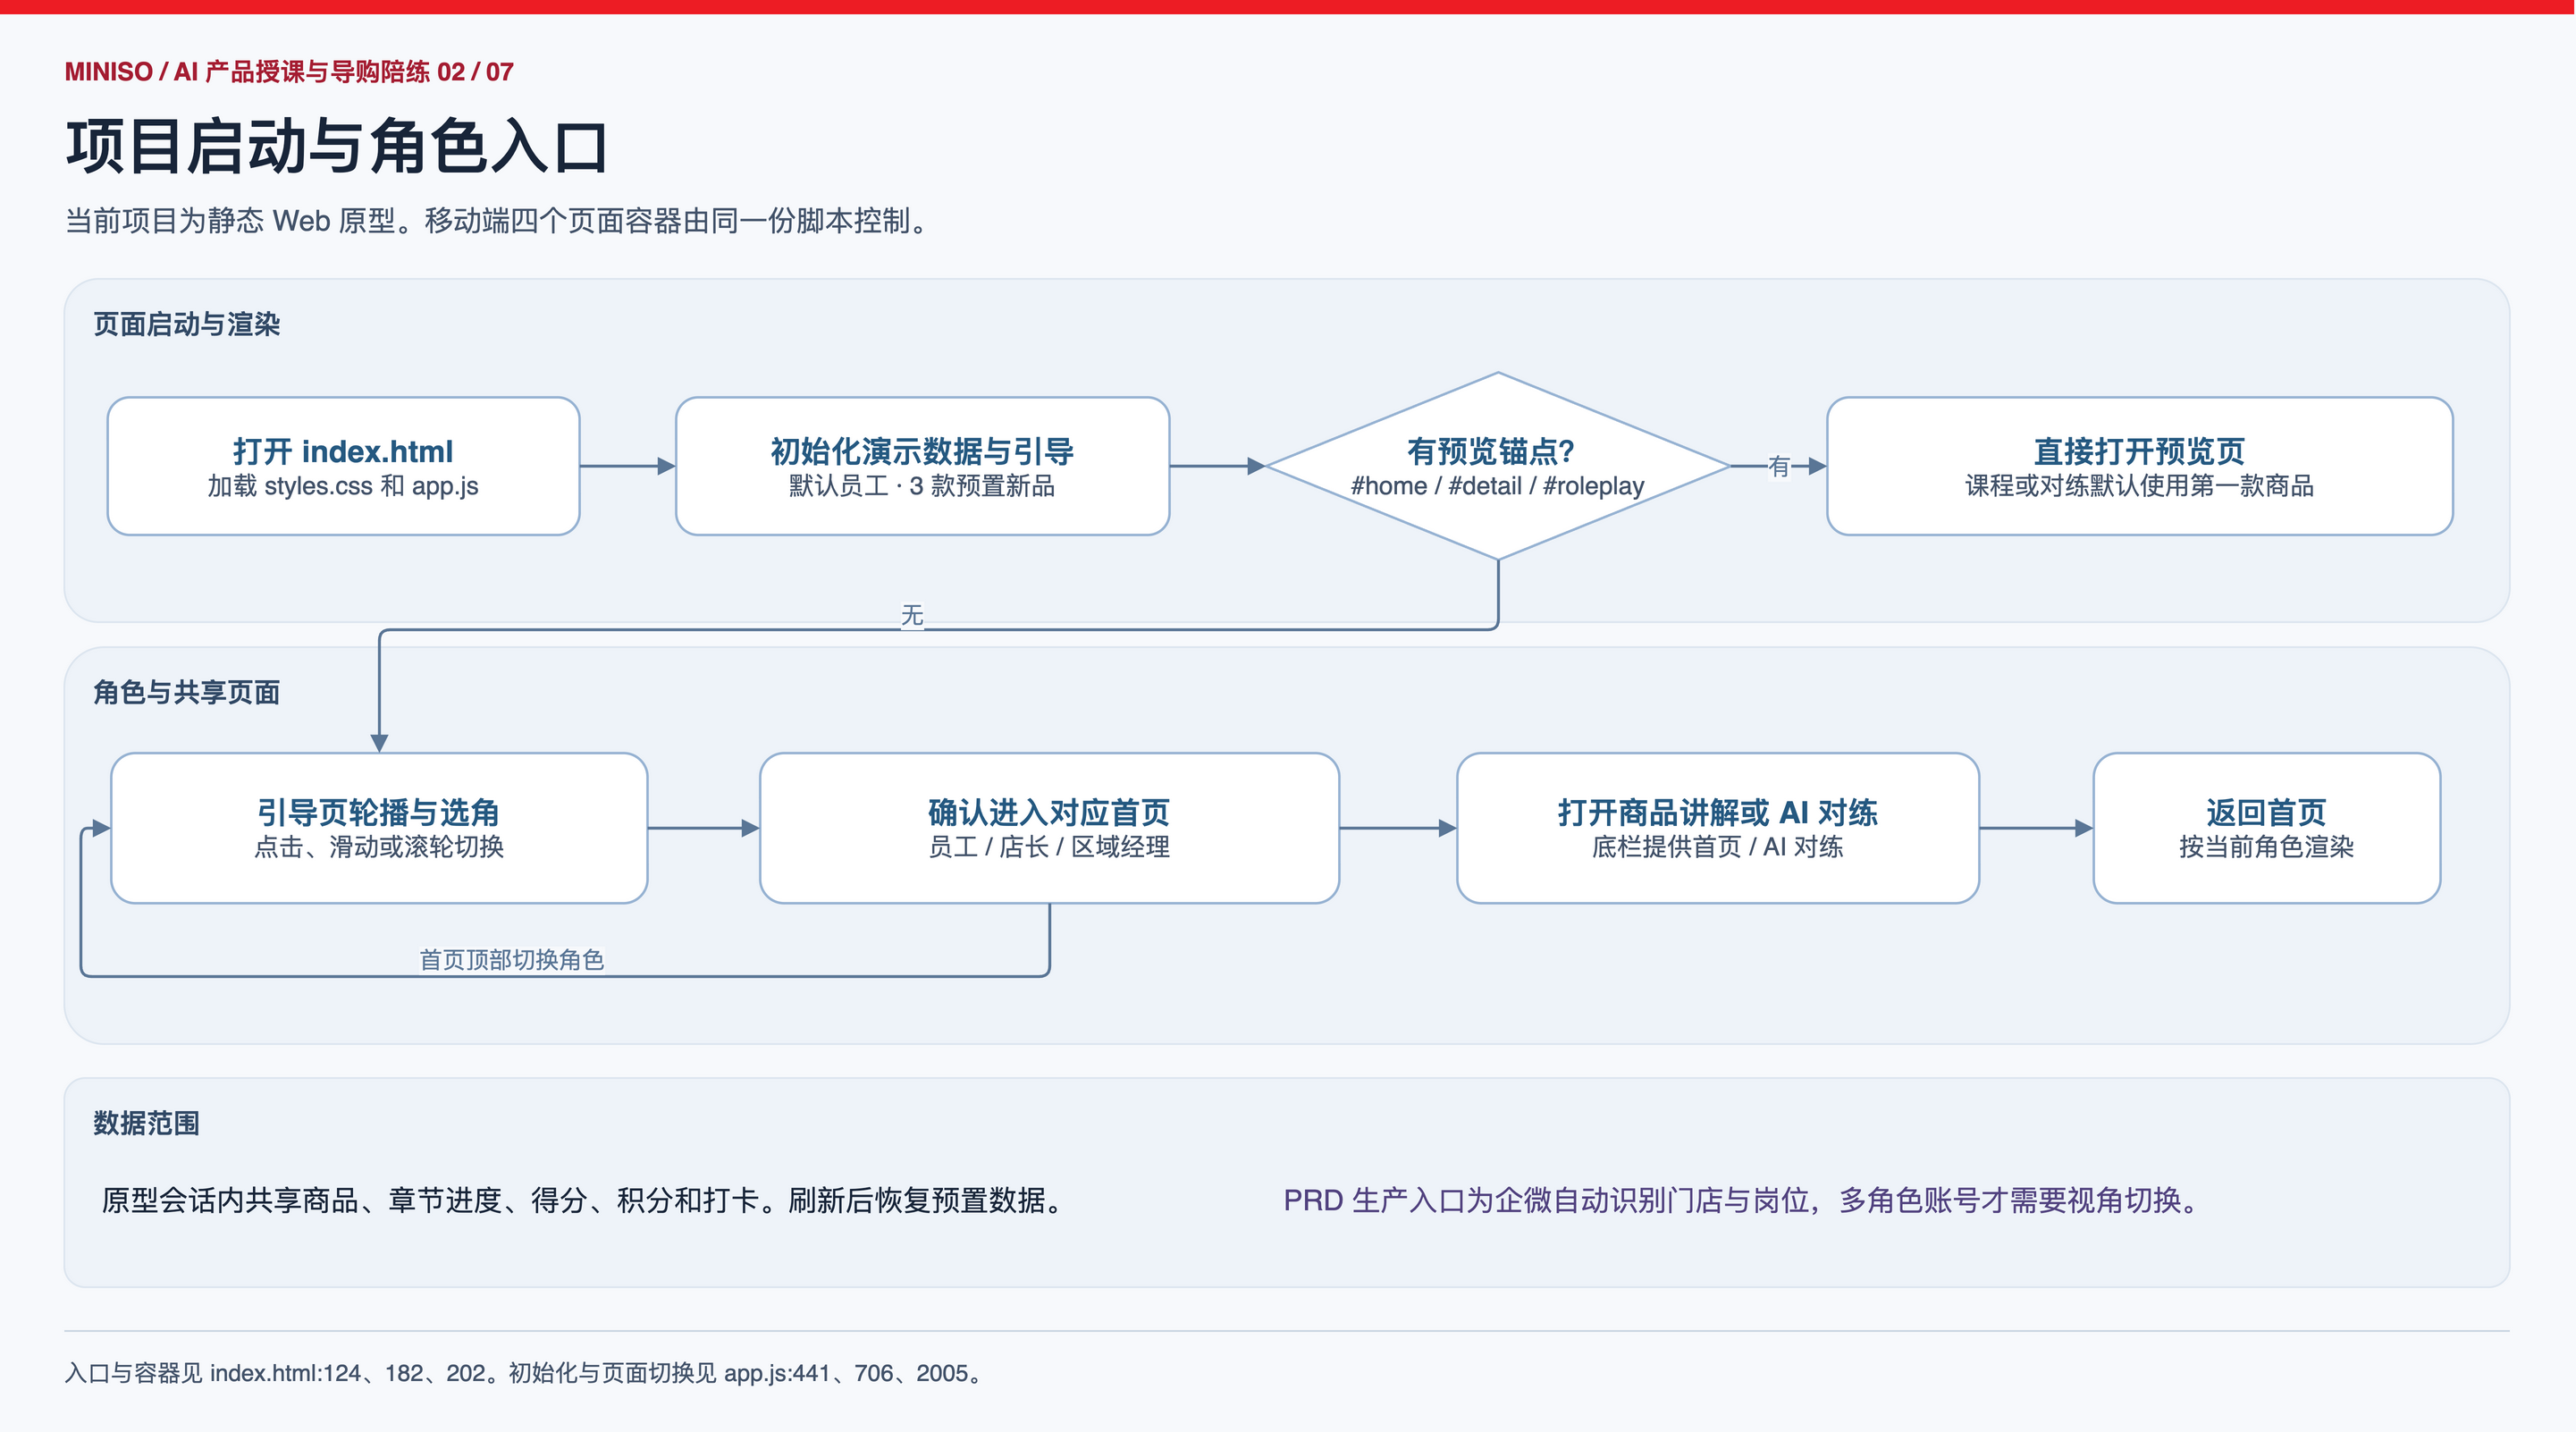 MINISO / AI 产品授课与导购陪练 02 / 07
项目启动与角色入口
当前项目为静态 Web 原型。移动端四个页面容器由同一份脚本控制。
页面启动与渲染
打开 index.html
加载 styles.css 和 app.js
初始化演示数据与引导
默认员工 · 3 款预置新品
有预览锚点?
#home / #detail / #roleplay
有
直接打开预览页
课程或对练默认使用第一款商品
无
角色与共享页面
引导页轮播与选角
点击、滑动或滚轮切换
确认进入对应首页
员工 / 店长 / 区域经理
打开商品讲解或 AI 对练
底栏提供首页 / AI 对练
返回首页
按当前角色渲染
首页顶部切换角色
数据范围
原型会话内共享商品、章节进度、得分、积分和打卡。刷新后恢复预置数据。
PRD 生产入口为企微自动识别门店与岗位，多角色账号才需要视角切换。
入口与容器见 index.html:124、182、202。初始化与页面切换见 app.js:441、706、2005。